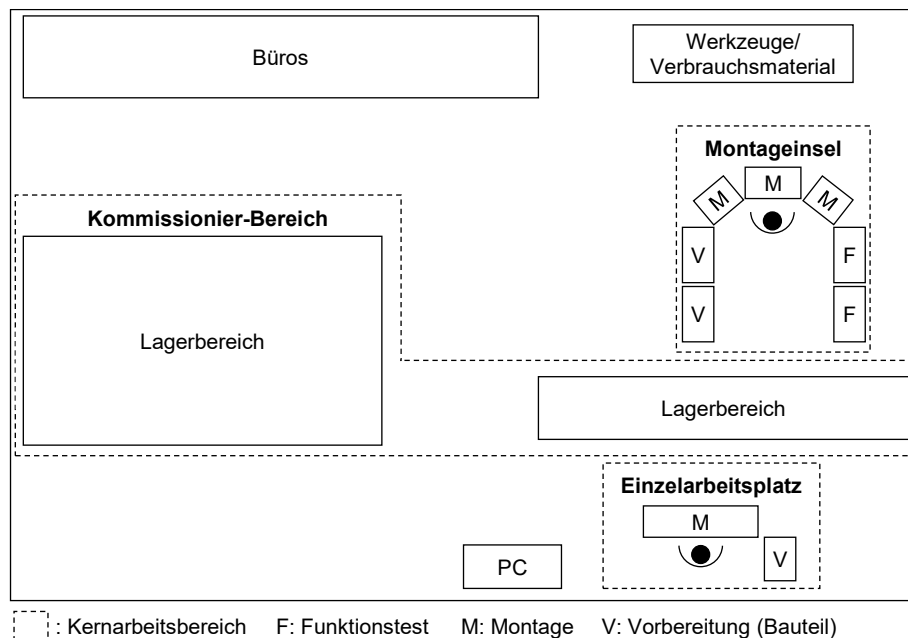 Büros
Werkzeuge/
Verbrauchsmaterial
Montageinsel
M
M
M
V
F
V
F
Kommissionier-Bereich
Lagerbereich
Lagerbereich
Einzelarbeitsplatz
M
V
PC
: Kernarbeitsbereich F: Funktionstest M: Montage V: Vorbereitung (Bauteil)